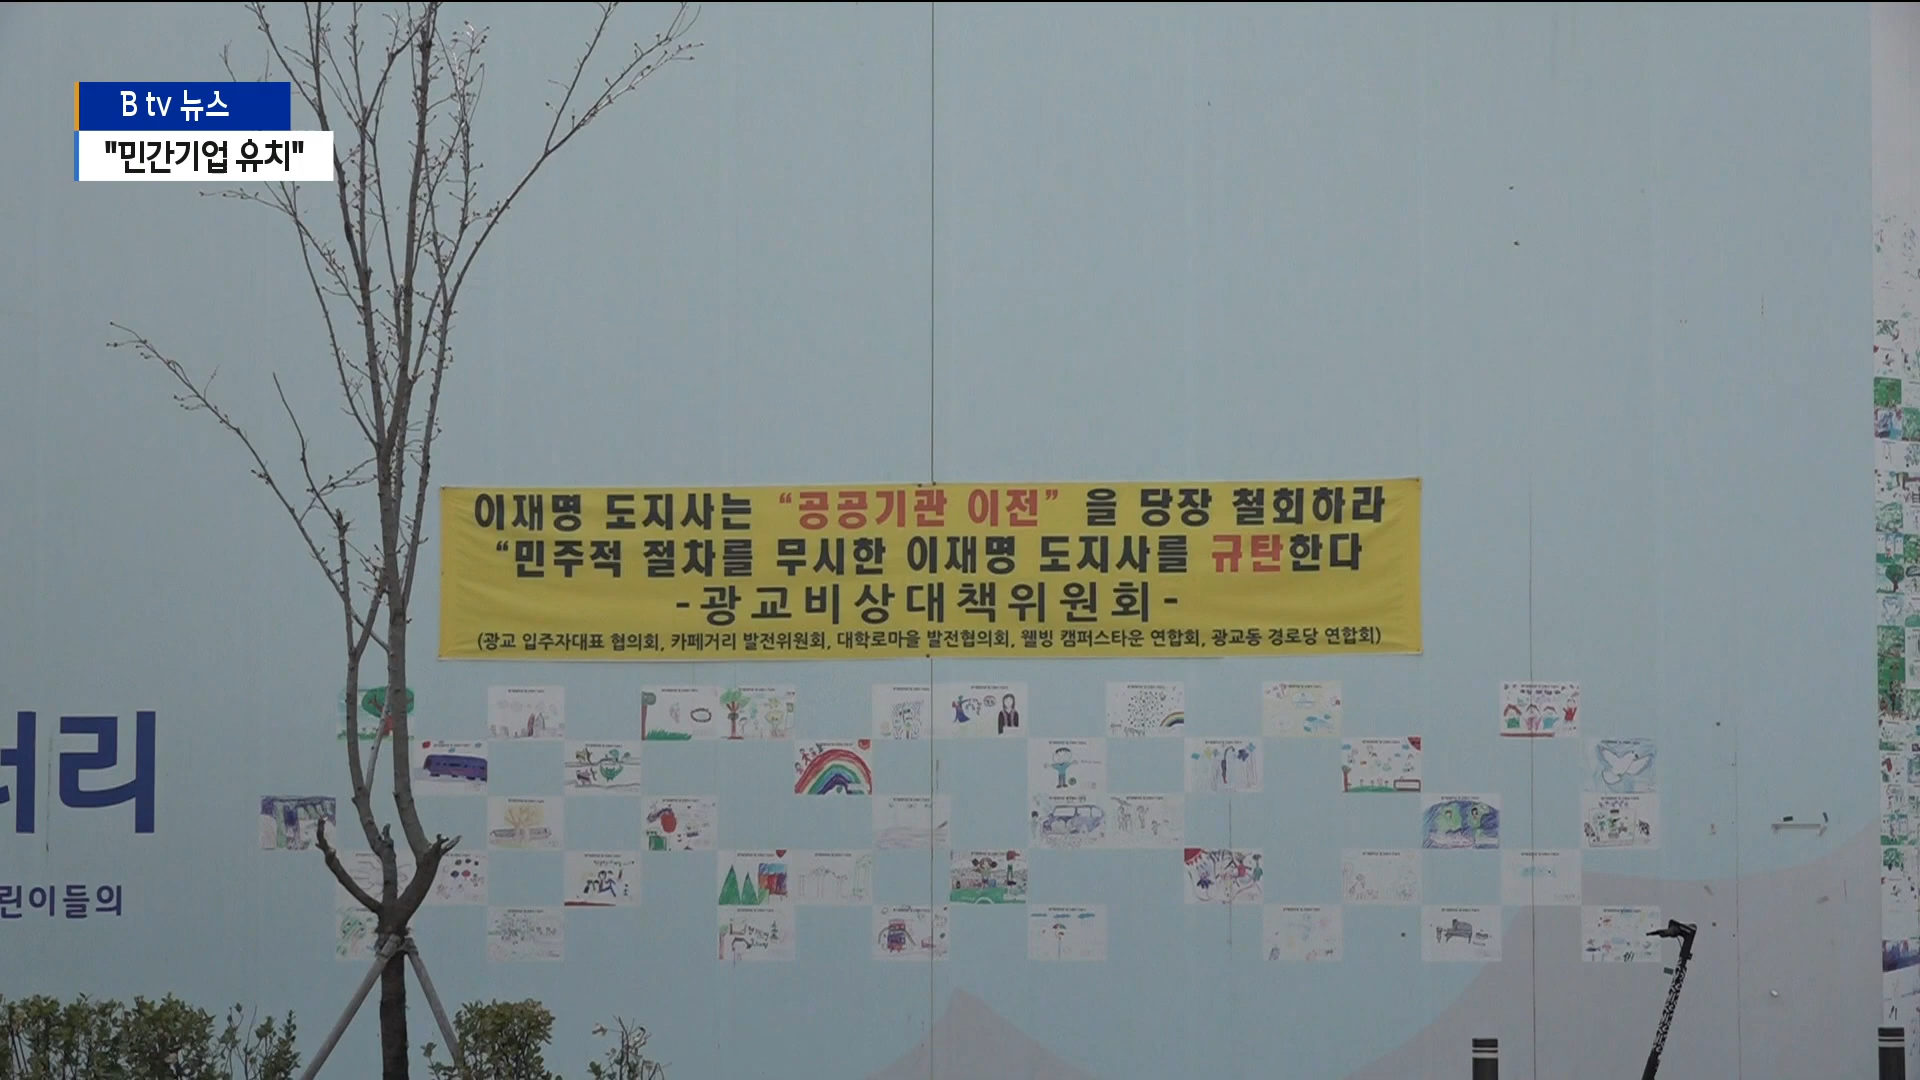 B tv 뉴스
"민간기업 유치"
이재명 도지사는 “공공기관 이전” 을 당장 철회하라
“민주적 절차를 무시한 이재명 도지사를 규탄한다
-광교비상대책위원회-
(광교 입주자대표 협의회, 카페거리 발전위원회, 대학로마을 발전협의회, 웰빙 캠퍼스타운 연합회, 광교동 경로당 연합회)
리
린이들의